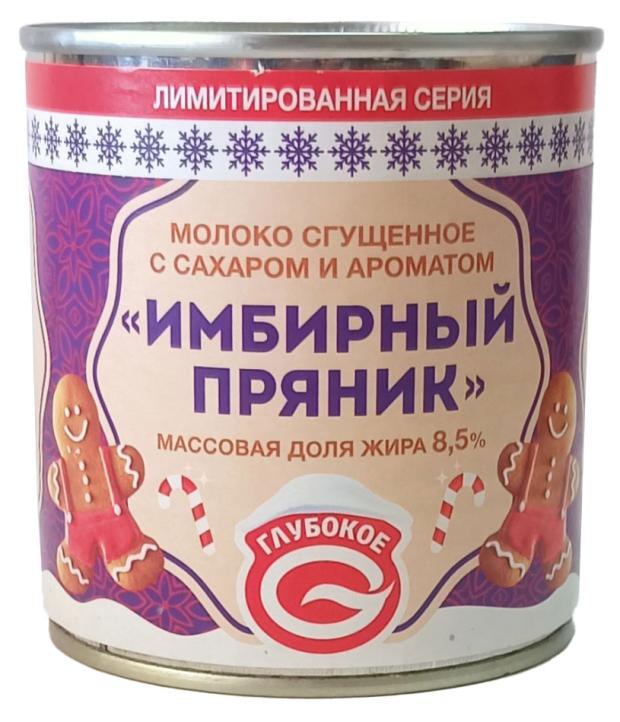 ЛИМИТИРОВАННАЯ СЕРИЯ
МОЛОКО СГУЩЕННОЕ
С САХАРОМ И АРОМАТОМ
«ИМБИРНЫЙ
ПРЯНИК»
МАССОВАЯ ДОЛЯ ЖИРА 8,5%
ГЛУБОКОЕ